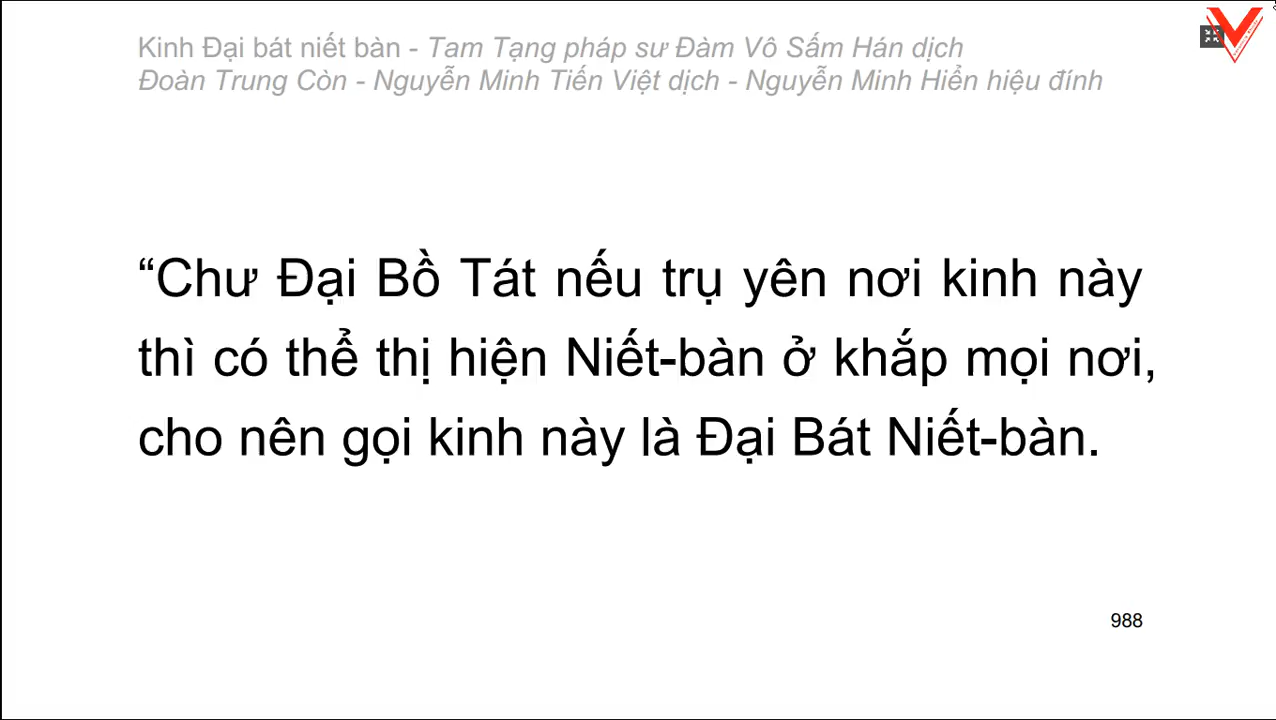 Kinh Đại bát niết bàn - Tam Tạng pháp sư Đàm Vô Sấm Hán dịch
Đoàn Trung Còn - Nguyễn Minh Tiến Việt dịch - Nguyễn Minh Hiển hiệu đính
“Chư Đại Bồ Tát nếu trụ yên nơi kinh này
thì có thể thị hiện Niết-bàn ở khắp mọi nơi,
cho nên gọi kinh này là Đại Bát Niết-bàn.
988